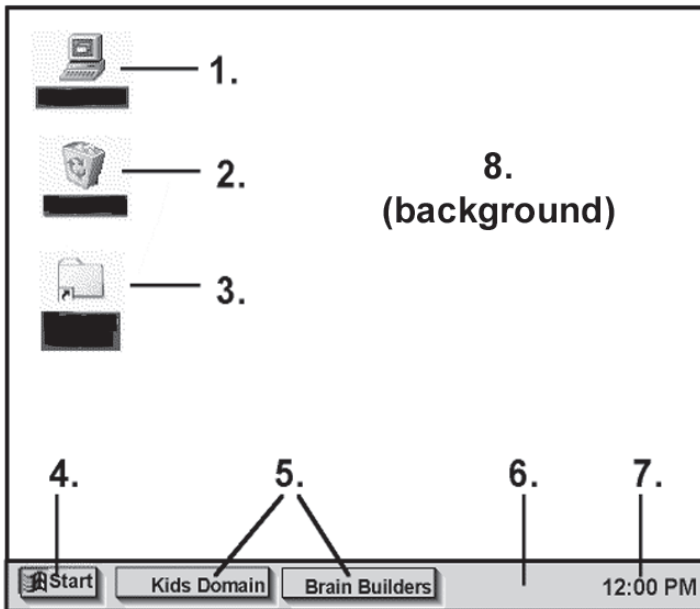 1.
2.
8.
(background)
3.
4.
5.
6.
7.
Start
Kids Domain
Brain Builders
12:00 PM